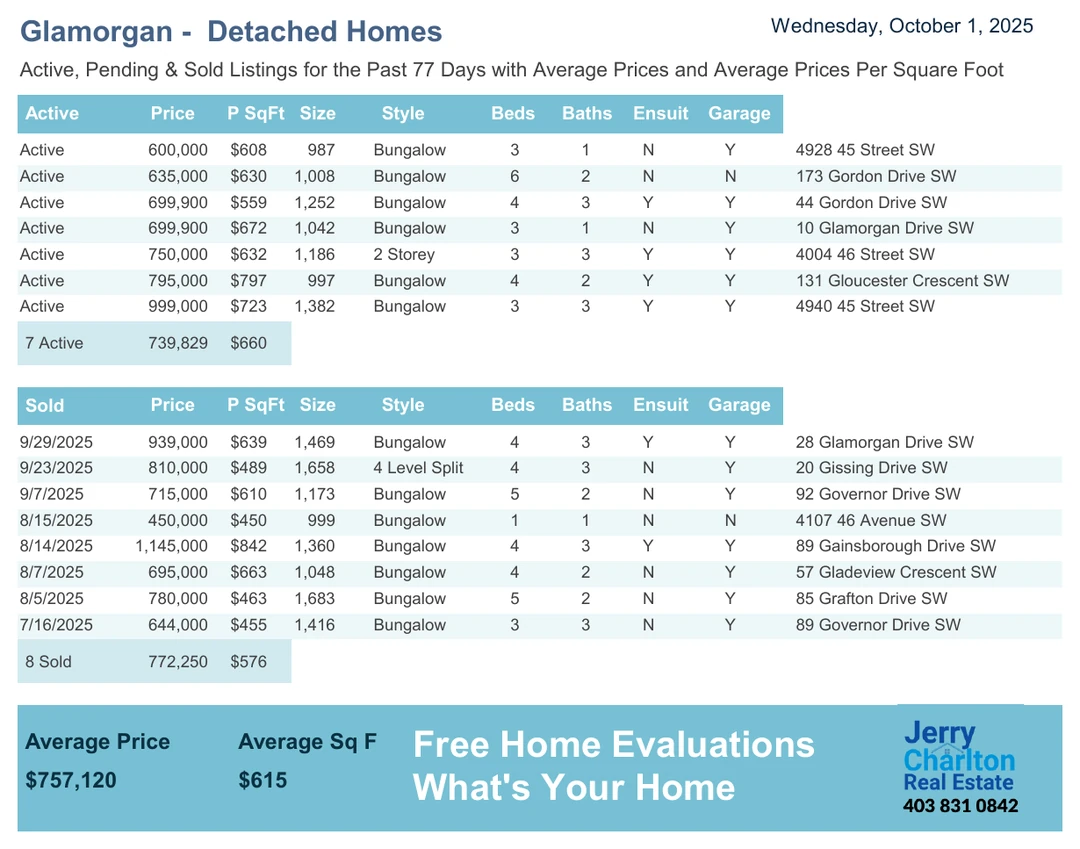 Glamorgan - Detached Homes
Wednesday, October 1, 2025
Active, Pending & Sold Listings for the Past 77 Days with Average Prices and Average Prices Per Square Foot
Active Price P SqFt Size Style Beds Baths Ensuit Garage
Active 600,000 $608 987 Bungalow 3 1 N Y 4928 45 Street SW
Active 635,000 $630 1,008 Bungalow 6 2 N N 173 Gordon Drive SW
Active 699,900 $559 1,252 Bungalow 4 3 Y Y 44 Gordon Drive SW
Active 699,900 $672 1,042 Bungalow 3 1 N Y 10 Glamorgan Drive SW
Active 750,000 $632 1,186 2 Storey 3 3 Y Y 4004 46 Street SW
Active 795,000 $797 997 Bungalow 4 2 Y Y 131 Gloucester Crescent SW
Active 999,000 $723 1,382 Bungalow 3 3 Y Y 4940 45 Street SW
7 Active 739,829 $660
Sold Price P SqFt Size Style Beds Baths Ensuit Garage
9/29/2025 939,000 $639 1,469 Bungalow 4 3 Y Y 28 Glamorgan Drive SW
9/23/2025 810,000 $489 1,658 4 Level Split 4 3 N Y 20 Gissing Drive SW
9/7/2025 715,000 $610 1,173 Bungalow 5 2 N Y 92 Governor Drive SW
8/15/2025 450,000 $450 999 Bungalow 1 1 N N 4107 46 Avenue SW
8/14/2025 1,145,000 $842 1,360 Bungalow 4 3 Y Y 89 Gainsborough Drive SW
8/7/2025 695,000 $663 1,048 Bungalow 4 2 N Y 57 Gladeview Crescent SW
8/5/2025 780,000 $463 1,683 Bungalow 5 2 N Y 85 Grafton Drive SW
7/16/2025 644,000 $455 1,416 Bungalow 3 3 N Y 89 Governor Drive SW
8 Sold 772,250 $576
Average Price Average Sq F
$757,120 $615
Free Home Evaluations
What's Your Home
Jerry
Charlton
Real Estate
403 831 0842